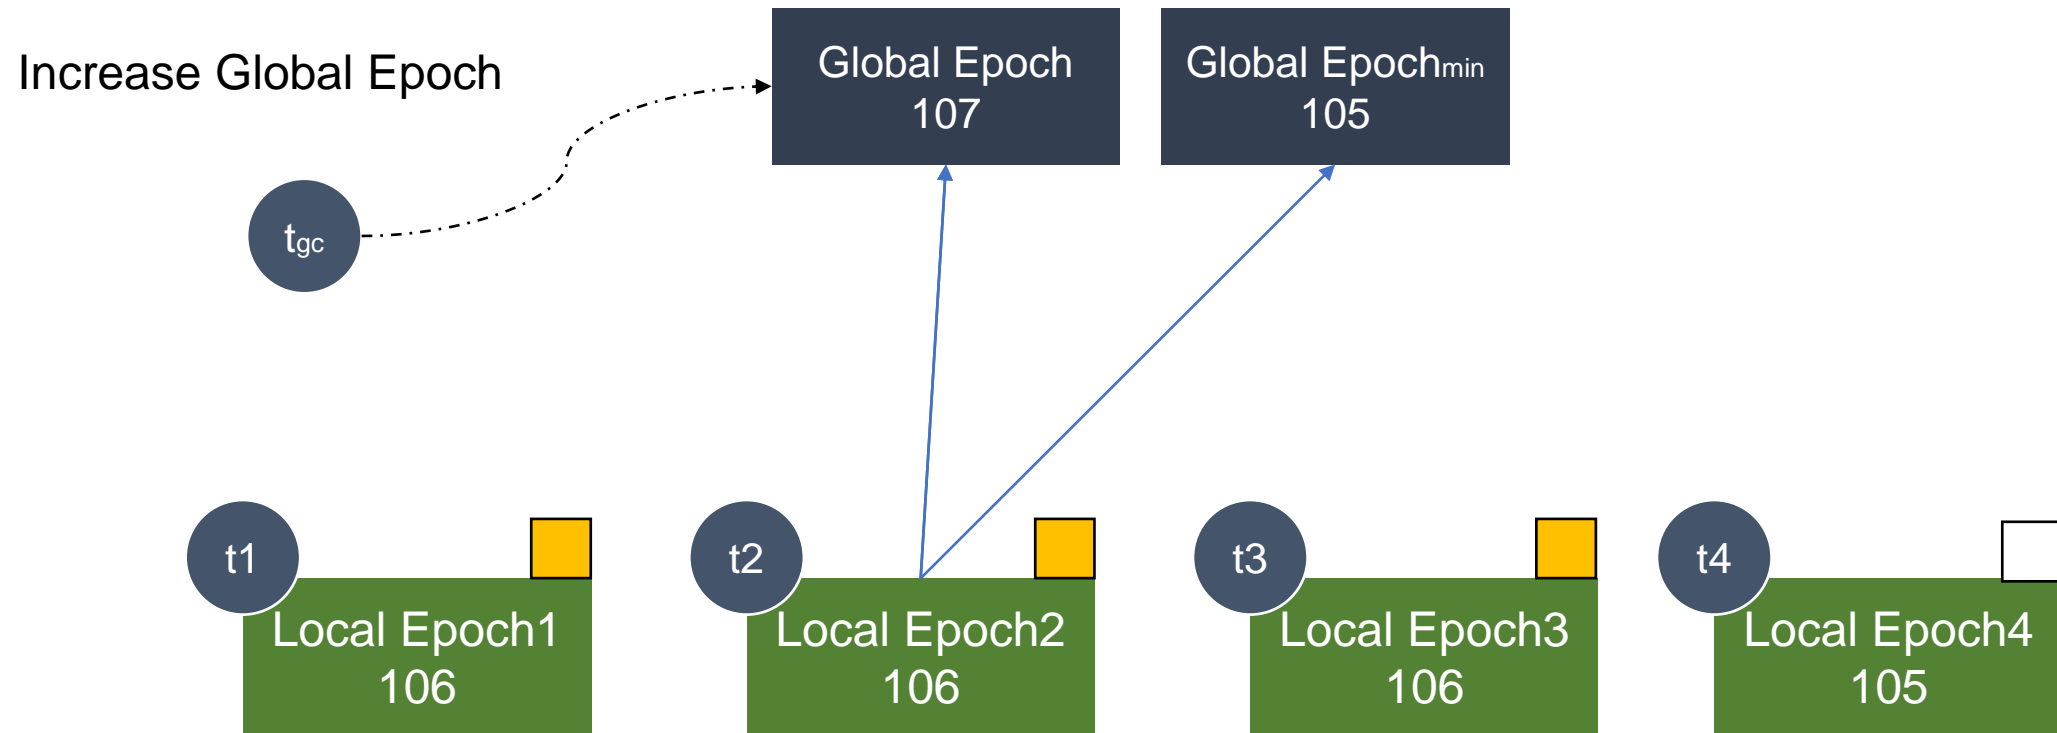 Increase Global Epoch
Global Epoch
107
Global Epochmin
105
tgc
t1
t2
t3
t4
Local Epoch1
106
Local Epoch2
106
Local Epoch3
106
Local Epoch4
105